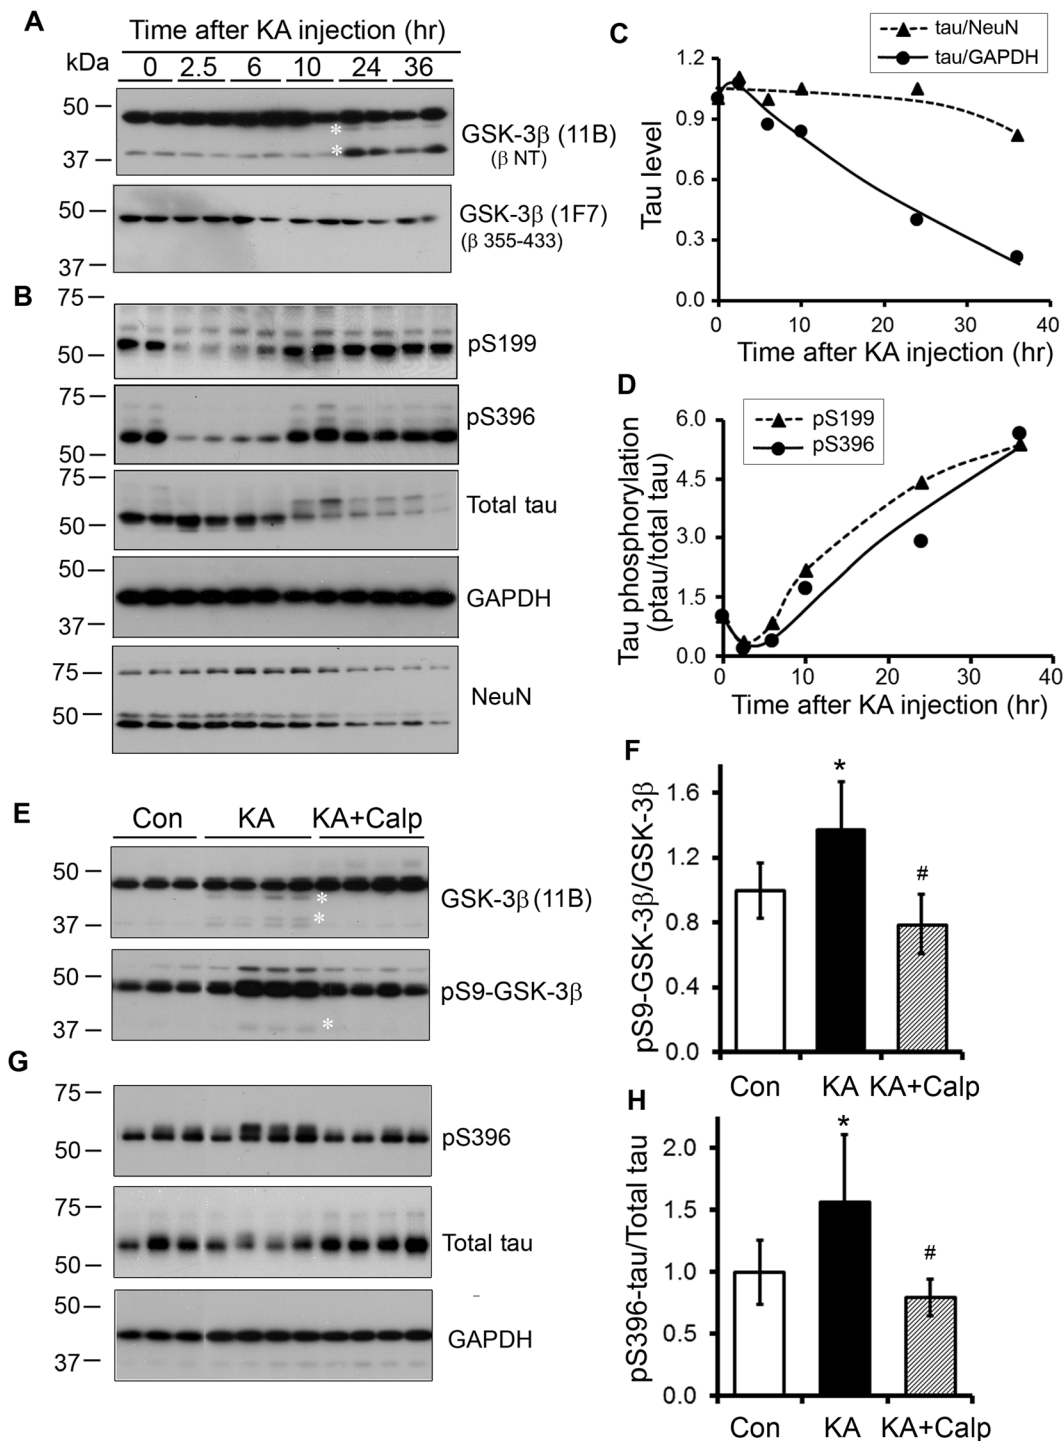 A
Time after KA injection (hr)
kDa
0 2.5 6 10 24 36
50
37
*
*
GSK-3β (11B)
(β NT)
50
37
GSK-3β (1F7)
(β 355-433)
B
75
50
pS199
75
50
pS396
75
50
Total tau
50
37
GAPDH
75
50
NeuN
C
tau/NeuN
tau/GAPDH
Tau level
1.2
0.9
0.6
0.3
0.0
0 10 20 30 40
Time after KA injection (hr)
D
pS199
pS396
Tau phosphorylation
(ptau/total tau)
6.0
4.5
3.0
1.5
0.0
0 10 20 30 40
Time after KA injection (hr)
E
Con KA KA+Calp
50
37
*
*
GSK-3β (11B)
50
37
*
pS9-GSK-3β
F
pS9-GSK-3β/GSK-3β
1.6
1.2
0.8
0.4
0.0
*
#
Con KA KA+Calp
G
75
50
pS396
75
50
Total tau
50
37
GAPDH
H
pS396-tau/Total tau
2.0
1.5
1.0
0.5
0.0
*
#
Con KA KA+Calp